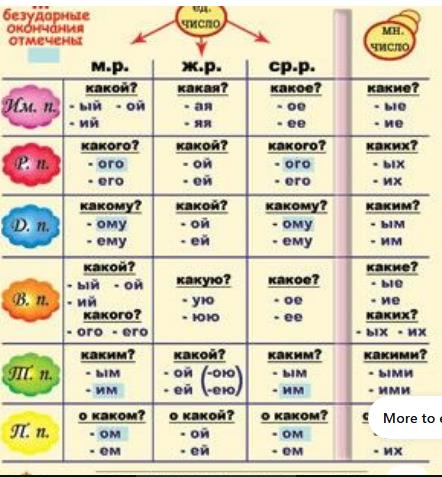 безударные
окончания
отмечены
ед.
число
мн.
число
м.р.
ж.р.
ср.р.
Им. п.
какой?
- ый - ой
- ий
какая?
- ая
- яя
какое?
- ое
- ее
какие?
- ые
- ие
Р. п.
какого?
- ого
- его
какой?
- ой
- ей
какого?
- ого
- его
каких?
- ых
- их
Д. п.
какому?
- ому
- ему
какой?
- ой
- ей
какому?
- ому
- ему
каким?
- ым
- им
В. п.
какой?
- ый - ой
- ий
какого?
- ого - его
какую?
- ую
- юю
какое?
- ое
- ее
какие?
- ые
- ие
каких?
- ых - их
Т. п.
каким?
- ым
- им
какой?
- ой (-ою)
- ей (-ею)
каким?
- ым
- им
какими?
- ыми
- ими
П. п.
о каком?
- ом
- ем
о какой?
- ой
- ей
о каком?
- ом
- ем
More to
- их